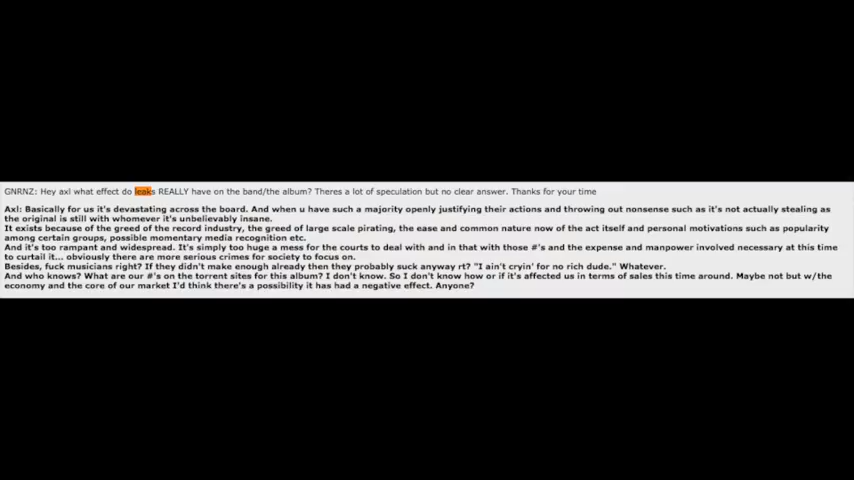 GNRNZ: Hey axl what effect do leaks REALLY have on the band/the album? Theres a lot of speculation but no clear answer. Thanks for your time
Axl: Basically for us it's devastating across the board. And when u have such a majority openly justifying their actions and throwing out nonsense such as it's not actually stealing as
the original is still with whomever it's unbelievably insane.
It exists because of the greed of the record industry, the greed of large scale pirating, the ease and common nature now of the act itself and personal motivations such as popularity
among certain groups, possible momentary media recognition etc.
And it's too rampant and widespread. It's simply too huge a mess for the courts to deal with and in that with those #'s and the expense and manpower involved necessary at this time
to curtail it... obviously there are more serious crimes for society to focus on.
Besides, fuck musicians right? If they didn't make enough already then they probably suck anyway rt? "I ain't cryin' for no rich dude." Whatever.
And who knows? What are our #'s on the torrent sites for this album? I don't know. So I don't know how or if it's affected us in terms of sales this time around. Maybe not but w/the
economy and the core of our market I'd think there's a possibility it has had a negative effect. Anyone?